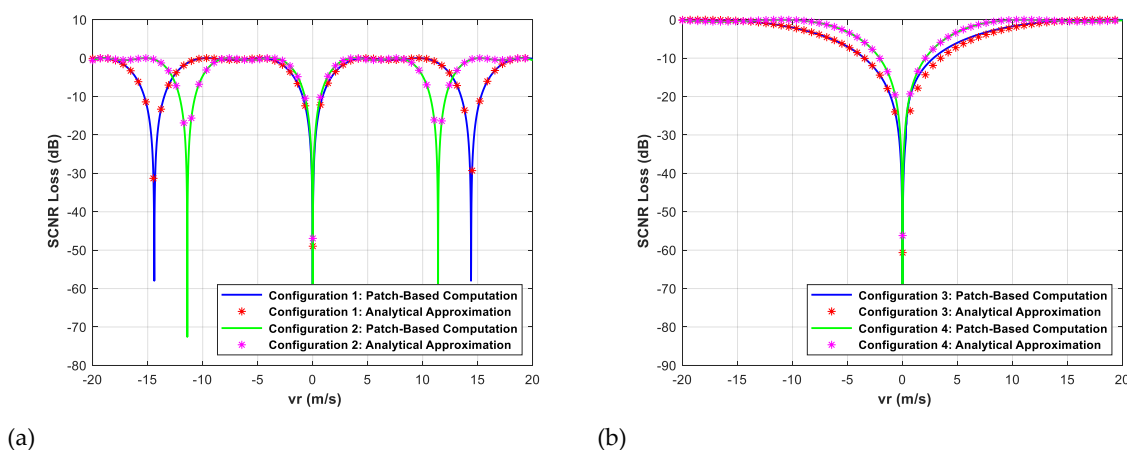 10
0
-10
-20
-30
-40
-50
-60
-70
-80
SCNR Loss (dB)
-20 -15 -10 -5 0 5 10 15 20
vr (m/s)
Configuration 1: Patch-Based Computation
Configuration 1: Analytical Approximation
Configuration 2: Patch-Based Computation
Configuration 2: Analytical Approximation
(a)
0
-10
-20
-30
-40
-50
-60
-70
-80
-90
SCNR Loss (dB)
-20 -15 -10 -5 0 5 10 15 20
vr (m/s)
Configuration 3: Patch-Based Computation
Configuration 3: Analytical Approximation
Configuration 4: Patch-Based Computation
Configuration 4: Analytical Approximation
(b)